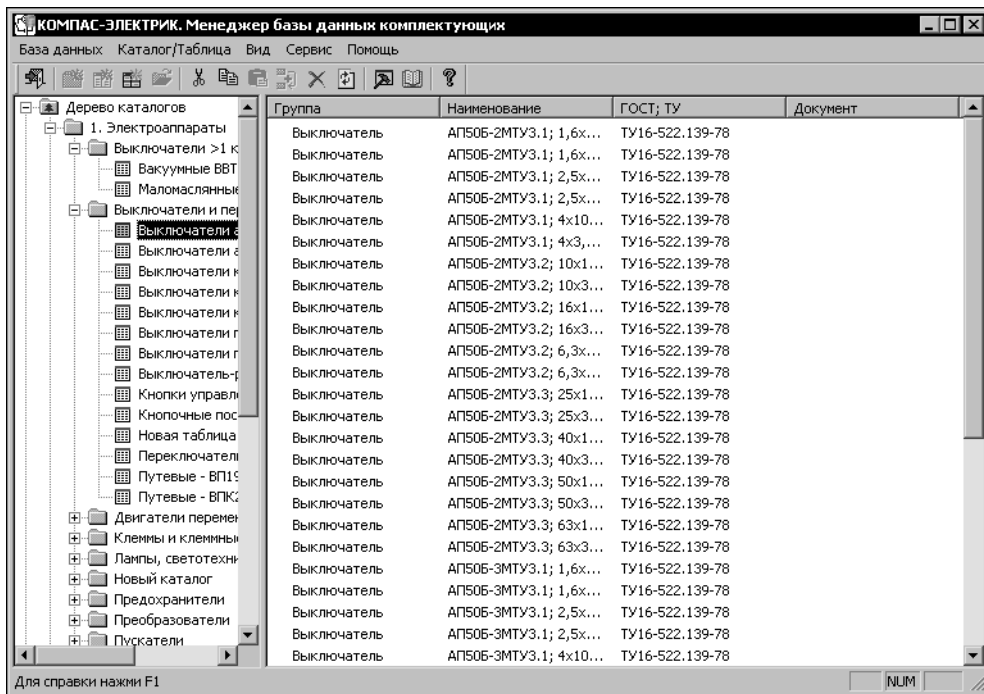 КОМПАС-ЭЛЕКТРИК. Менеджер базы данных комплектующих
База данных Каталог/Таблица Вид Сервис Помощь
Дерево каталогов
1. Электроаппараты
Выключатели >1 к
Вакуумные ВВТ
Маломаслянные
Выключатели и пер
Выключатели а
Выключатели а
Выключатели к
Выключатели к
Выключатели к
Выключатели п
Выключатели п
Выключатель-р
Кнопки управле
Кнопочные пос
Новая таблица
Переключатели
Путевые - ВП19
Путевые - ВПК2
Двигатели перемен
Клеммы и клеммные
Лампы, светотехни
Новый каталог
Предохранители
Преобразователи
Пускатели
Группа Наименование ГОСТ; ТУ Документ
Выключатель АП50Б-2МТУ3.1; 1,6х... ТУ16-522.139-78
Выключатель АП50Б-2МТУ3.1; 1,6х... ТУ16-522.139-78
Выключатель АП50Б-2МТУ3.1; 2,5х... ТУ16-522.139-78
Выключатель АП50Б-2МТУ3.1; 2,5х... ТУ16-522.139-78
Выключатель АП50Б-2МТУ3.1; 4х10... ТУ16-522.139-78
Выключатель АП50Б-2МТУ3.1; 4х3,... ТУ16-522.139-78
Выключатель АП50Б-2МТУ3.2; 10х1... ТУ16-522.139-78
Выключатель АП50Б-2МТУ3.2; 10х3... ТУ16-522.139-78
Выключатель АП50Б-2МТУ3.2; 16х1... ТУ16-522.139-78
Выключатель АП50Б-2МТУ3.2; 16х3... ТУ16-522.139-78
Выключатель АП50Б-2МТУ3.2; 6,3х... ТУ16-522.139-78
Выключатель АП50Б-2МТУ3.2; 6,3х... ТУ16-522.139-78
Выключатель АП50Б-2МТУ3.3; 25х1... ТУ16-522.139-78
Выключатель АП50Б-2МТУ3.3; 25х3... ТУ16-522.139-78
Выключатель АП50Б-2МТУ3.3; 40х1... ТУ16-522.139-78
Выключатель АП50Б-2МТУ3.3; 40х3... ТУ16-522.139-78
Выключатель АП50Б-2МТУ3.3; 50х1... ТУ16-522.139-78
Выключатель АП50Б-2МТУ3.3; 50х3... ТУ16-522.139-78
Выключатель АП50Б-2МТУ3.3; 63х1... ТУ16-522.139-78
Выключатель АП50Б-2МТУ3.3; 63х3... ТУ16-522.139-78
Выключатель АП50Б-3МТУ3.1; 1,6х... ТУ16-522.139-78
Выключатель АП50Б-3МТУ3.1; 1,6х... ТУ16-522.139-78
Выключатель АП50Б-3МТУ3.1; 2,5х... ТУ16-522.139-78
Выключатель АП50Б-3МТУ3.1; 2,5х... ТУ16-522.139-78
Выключатель АП50Б-3МТУ3.1; 4х10... ТУ16-522.139-78
Для справки нажми F1 NUM